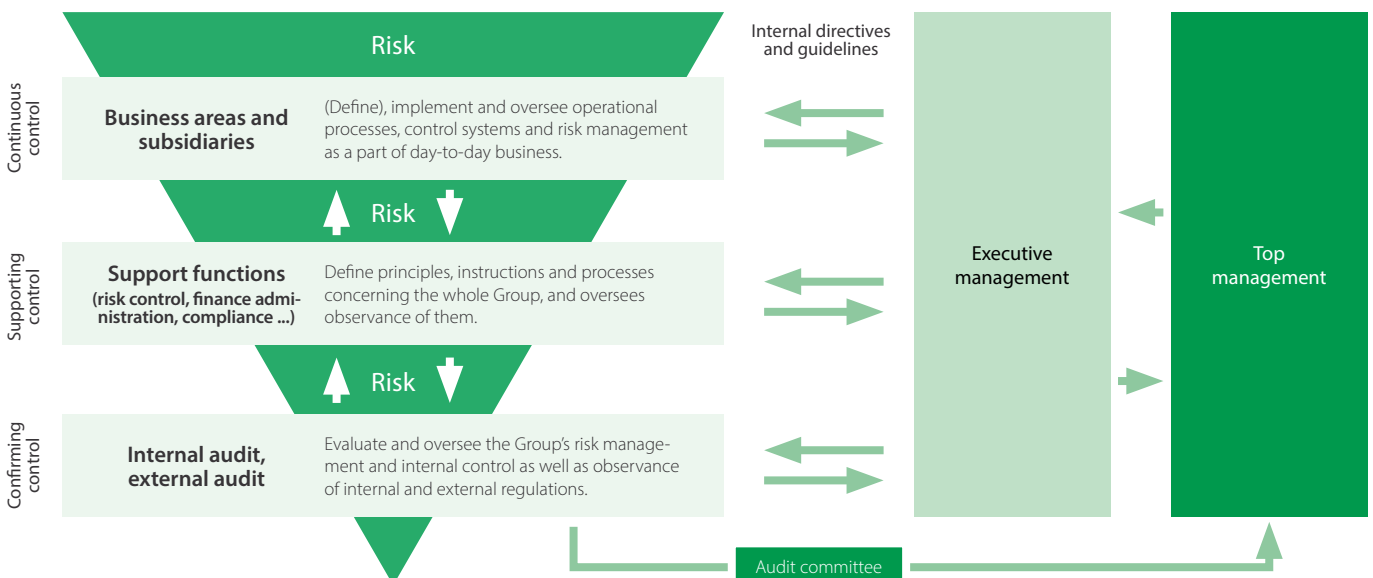 Risk
Internal directives
and guidelines
Continuous
control
Business areas and
subsidiaries
(Define), implement and oversee operational
processes, control systems and risk management
as a part of day-to-day business.
Risk
Supporting
control
Support functions
(risk control, finance admi-
nistration, compliance ...)
Define principles, instructions and processes
concerning the whole Group, and oversees
observance of them.
Executive
management
Top
management
Risk
Confirming
control
Internal audit,
external audit
Evaluate and oversee the Group’s risk manage-
ment and internal control as well as observance
of internal and external regulations.
Audit committee